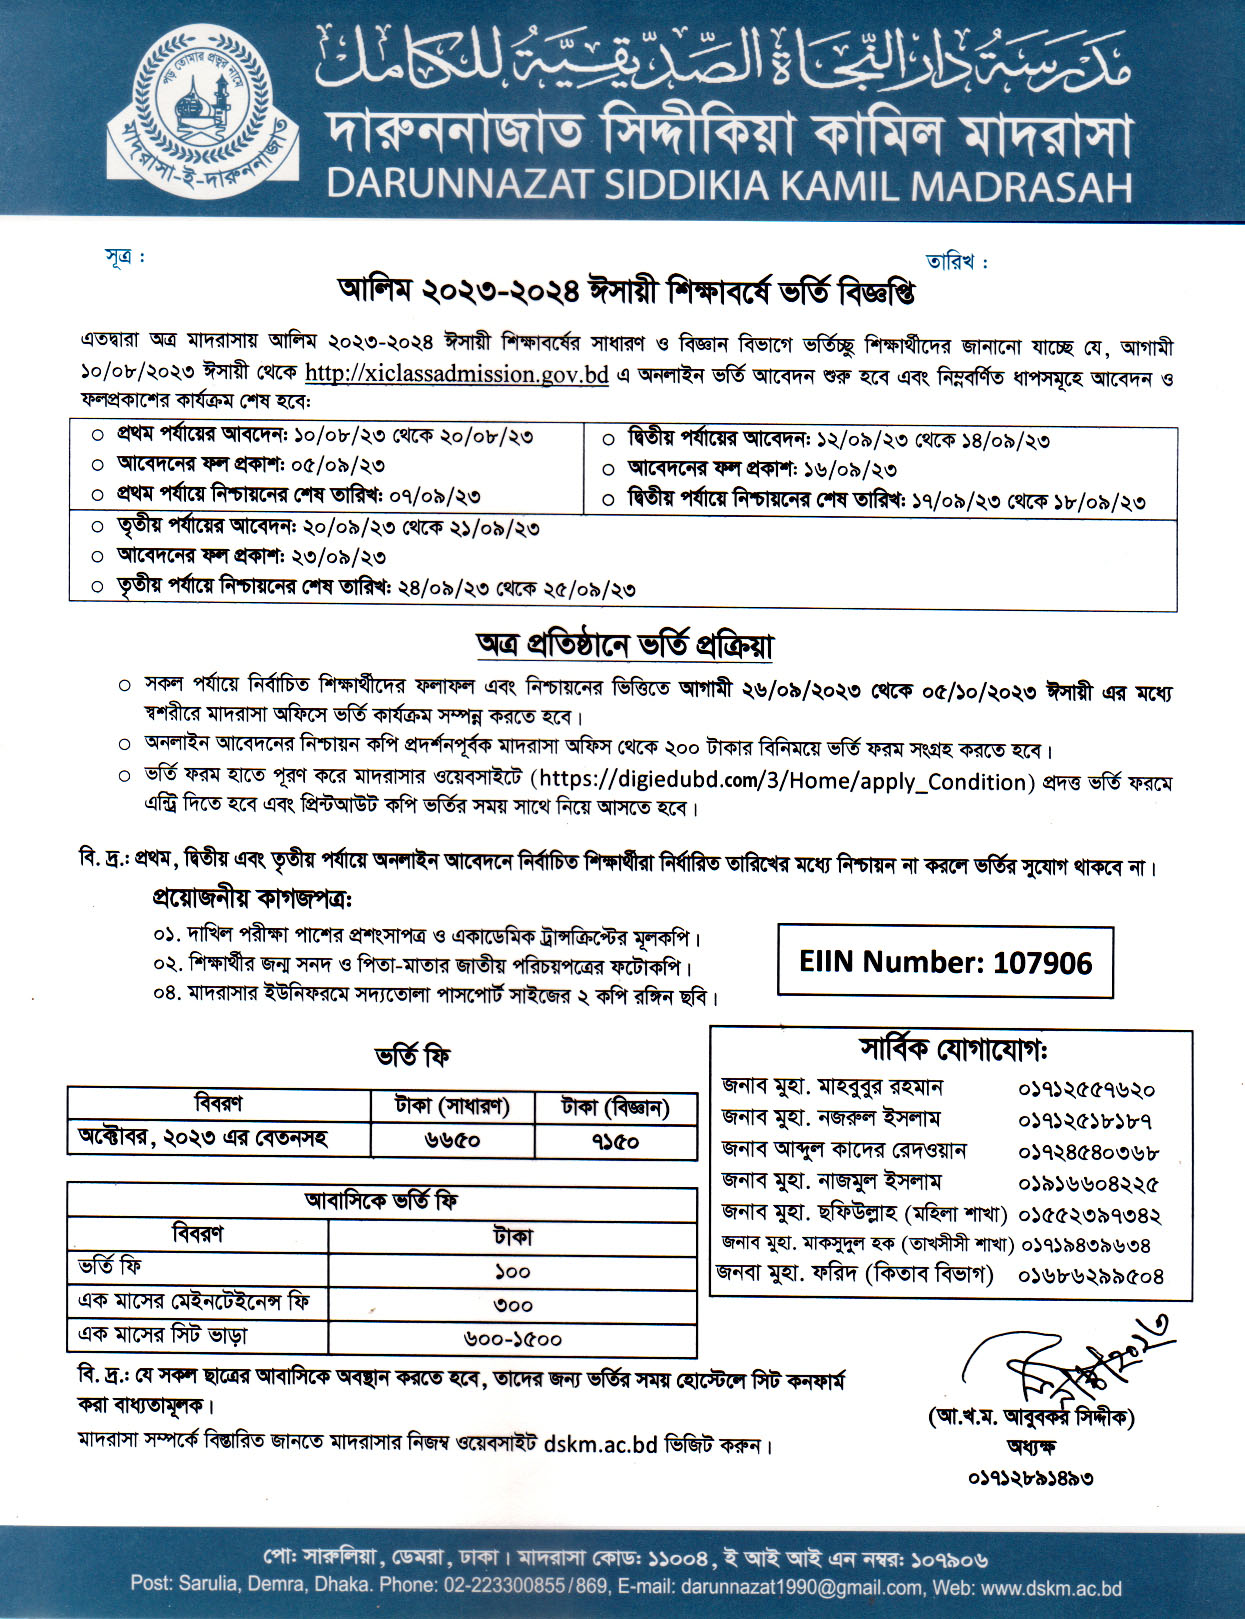 مدرسة دار النجاة الصديقية للكامل
পড় তোমার প্রভুর নামে
মাদরাসা-ই-দারুননাজাত
দারুননাজাত সিদ্দীকিয়া কামিল মাদরাসা
DARUNNAZAT SIDDIKIA KAMIL MADRASAH
সূত্র :
তারিখ :
আলিম ২০২৩-২০২৪ ঈসায়ী শিক্ষাবর্ষে ভর্তি বিজ্ঞপ্তি
এতদ্বারা অত্র মাদরাসায় আলিম ২০২৩-২০২৪ ঈসায়ী শিক্ষাবর্ষের সাধারণ ও বিজ্ঞান বিভাগে ভর্তিচ্ছু শিক্ষার্থীদের জানানো যাচ্ছে যে, আগামী
১০/০৮/২০২৩ ঈসায়ী থেকে http://xiclassadmission.gov.bd এ অনলাইন ভর্তি আবেদন শুরু হবে এবং নিম্নবর্ণিত ধাপসমূহে আবেদন ও
ফলপ্রকাশের কার্যক্রম শেষ হবে:
○ প্রথম পর্যায়ের আবদেন: ১০/০৮/২৩ থেকে ২০/০৮/২৩
○ আবেদনের ফল প্রকাশ: ০৫/০৯/২৩
○ প্রথম পর্যায়ে নিশ্চায়নের শেষ তারিখ: ০৭/০৯/২৩
○ দ্বিতীয় পর্যায়ের আবেদন: ১২/০৯/২৩ থেকে ১৪/০৯/২৩
○ আবেদনের ফল প্রকাশ: ১৬/০৯/২৩
○ দ্বিতীয় পর্যায়ে নিশ্চায়নের শেষ তারিখ: ১৭/০৯/২৩ থেকে ১৮/০৯/২৩
○ তৃতীয় পর্যায়ের আবেদন: ২০/০৯/২৩ থেকে ২১/০৯/২৩
○ আবেদনের ফল প্রকাশ: ২৩/০৯/২৩
○ তৃতীয় পর্যায়ে নিশ্চায়নের শেষ তারিখ: ২৪/০৯/২৩ থেকে ২৫/০৯/২৩
অত্র প্রতিষ্ঠানে ভর্তি প্রক্রিয়া
○ সকল পর্যায়ে নির্বাচিত শিক্ষার্থীদের ফলাফল এবং নিশ্চায়নের ভিত্তিতে আগামী ২৬/০৯/২০২৩ থেকে ০৫/১০/২০২৩ ঈসায়ী এর মধ্যে
স্বশরীরে মাদরাসা অফিসে ভর্তি কার্যক্রম সম্পন্ন করতে হবে।
○ অনলাইন আবেদনের নিশ্চায়ন কপি প্রদর্শনপূর্বক মাদরাসা অফিস থেকে ২০০ টাকার বিনিময়ে ভর্তি ফরম সংগ্রহ করতে হবে।
○ ভর্তি ফরম হাতে পূরণ করে মাদরাসার ওয়েবসাইটে (https://digiedubd.com/3/Home/apply_Condition) প্রদত্ত ভর্তি ফরমে
এন্ট্রি দিতে হবে এবং প্রিন্টআউট কপি ভর্তির সময় সাথে নিয়ে আসতে হবে।
বি. দ্র.: প্রথম, দ্বিতীয় এবং তৃতীয় পর্যায়ে অনলাইন আবেদনে নির্বাচিত শিক্ষার্থীরা নির্ধারিত তারিখের মধ্যে নিশ্চায়ন না করলে ভর্তির সুযোগ থাকবে না।
প্রয়োজনীয় কাগজপত্র:
০১. দাখিল পরীক্ষা পাশের প্রশংসাপত্র ও একাডেমিক ট্রান্সক্রিপ্টের মূলকপি।
০২. শিক্ষার্থীর জন্ম সনদ ও পিতা-মাতার জাতীয় পরিচয়পত্রের ফটোকপি।
০৪. মাদরাসার ইউনিফরমে সদ্যতোলা পাসপোর্ট সাইজের ২ কপি রঙ্গিন ছবি।
EIIN Number: 107906
ভর্তি ফি
বিবরণ টাকা (সাধারণ) টাকা (বিজ্ঞান)
অক্টোবর, ২০২৩ এর বেতনসহ ৬৬৫০ ৭১৫০
আবাসিকে ভর্তি ফি
বিবরণ টাকা
ভর্তি ফি ১০০
এক মাসের মেইনটেইনেন্স ফি ৩০০
এক মাসের সিট ভাড়া ৬০০-১৫০০
সার্বিক যোগাযোগ:
জনাব মুহা. মাহবুবুর রহমান ০১৭১২৫৫৭৬২০
জনাব মুহা. নজরুল ইসলাম ০১৭১২৫১৮১৮৭
জনাব আব্দুল কাদের রেদওয়ান ০১৭২৪৫৪০৩৬৮
জনাব মুহা. নাজমুল ইসলাম ০১৯১৬৬০৪২২৫
জনাব মুহা. ছফিউল্লাহ (মহিলা শাখা) ০১৫৫২৩৯৭৩৪২
জনাব মুহা. মাকসুদুল হক (তাখসীসী শাখা) ০১৭১৯৪৩৯৬৩৪
জনবা মুহা. ফরিদ (কিতাব বিভাগ) ০১৬৮৬২৯৯৫০৪
বি. দ্র.: যে সকল ছাত্রের আবাসিকে অবস্থান করতে হবে, তাদের জন্য ভর্তির সময় হোস্টেলে সিট কনফার্ম
করা বাধ্যতামূলক।
মাদরাসা সম্পর্কে বিস্তারিত জানতে মাদরাসার নিজস্ব ওয়েবসাইট dskm.ac.bd ভিজিট করুন।
(আ.খ.ম. আবুবকর সিদ্দীক)
অধ্যক্ষ
০১৭১২৮৯১৪৯৩
পো: সারুলিয়া, ডেমরা, ঢাকা। মাদরাসা কোড: ১১০০৪, ই আই আই এন নম্বর: ১০৭৯০৬
Post: Sarulia, Demra, Dhaka. Phone: 02-223300855/869, E-mail: darunnazat1990@gmail.com, Web: www.dskm.ac.bd